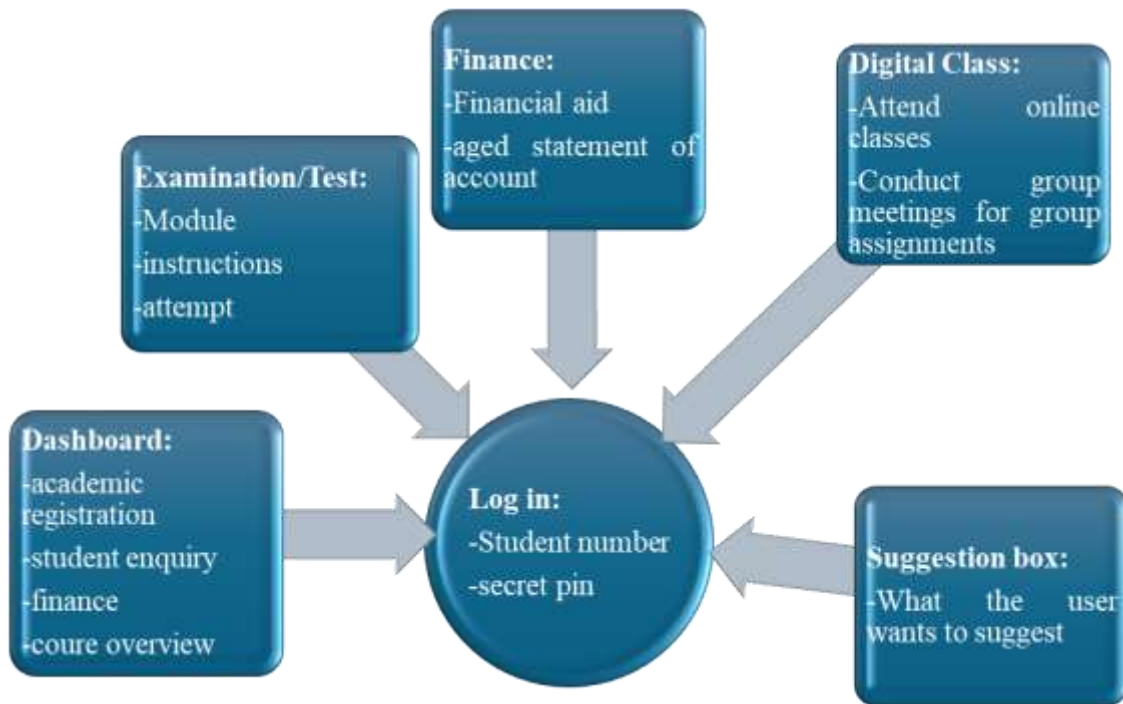 Finance:
-Financial aid
-aged statement of
account
Digital Class:
-Attend online
classes
-Conduct group
meetings for group
assignments
Examination/Test:
-Module
-instructions
-attempt
Dashboard:
-academic
registration
-student enquiry
-finance
-coure overview
Log in:
-Student number
-secret pin
Suggestion box:
-What the user
wants to suggest